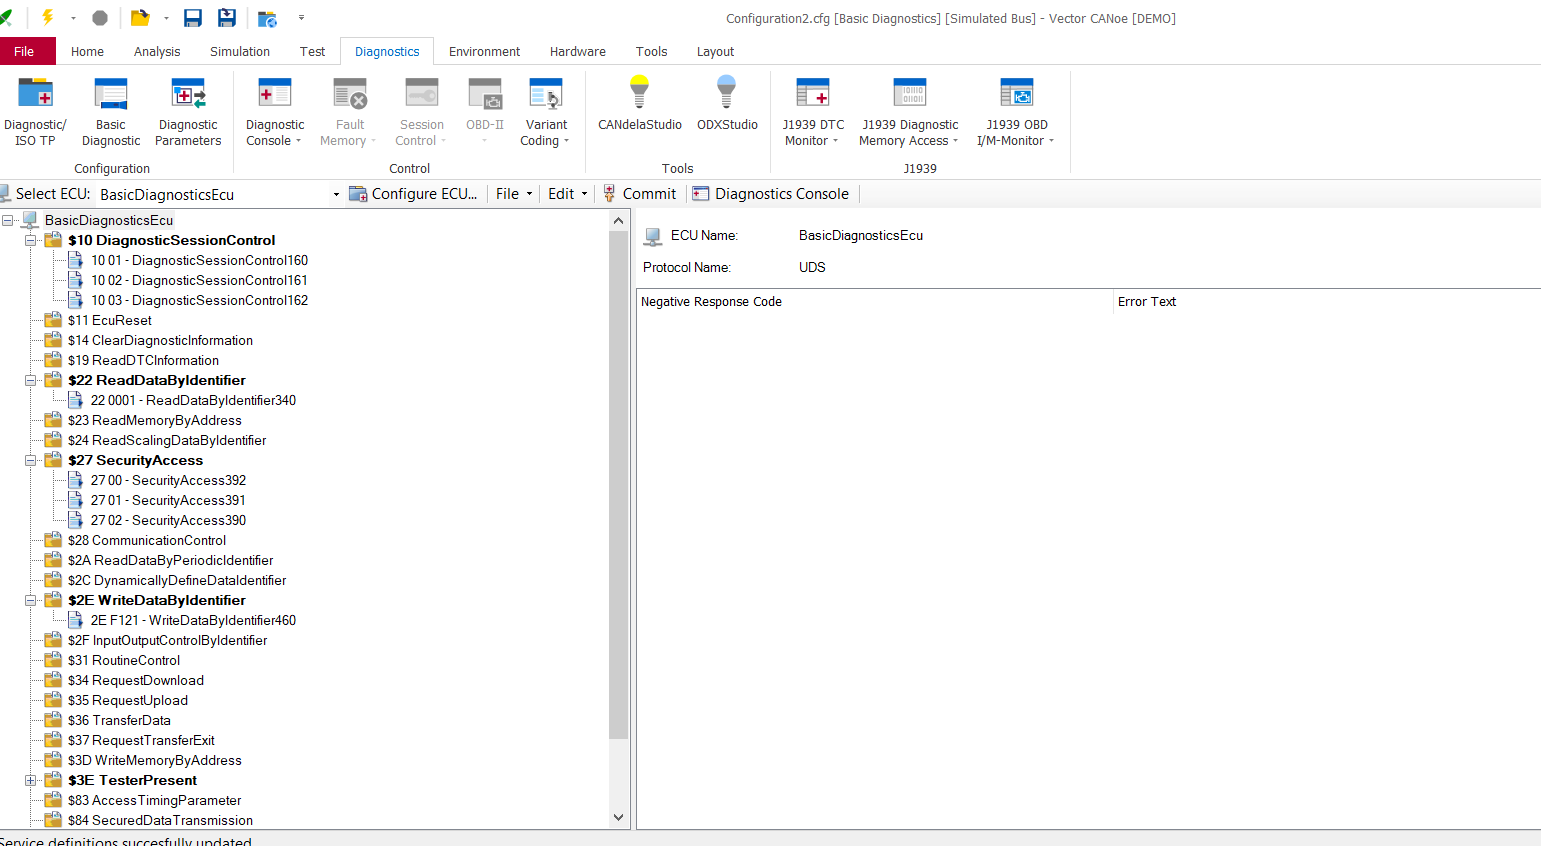 Configuration2.cfg [Basic Diagnostics] [Simulated Bus] - Vector CANoe [DEMO]
File Home Analysis Simulation Test Diagnostics Environment Hardware Tools Layout
Diagnostic/ Basic Diagnostic Diagnostic Fault Session OBD-II Variant CANdelaStudio ODXStudio J1939 DTC J1939 Diagnostic J1939 OBD
ISO TP Diagnostic Parameters Console Memory Control Coding Monitor Memory Access I/M-Monitor
Configuration Control Tools J1939
Select ECU: BasicDiagnosticsEcu Configure ECU... File Edit Commit Diagnostics Console
BasicDiagnosticsEcu
$10 DiagnosticSessionControl
10 01 - DiagnosticSessionControl160
10 02 - DiagnosticSessionControl161
10 03 - DiagnosticSessionControl162
$11 EcuReset
$14 ClearDiagnosticInformation
$19 ReadDTCInformation
$22 ReadDataByIdentifier
22 0001 - ReadDataByIdentifier340
$23 ReadMemoryByAddress
$24 ReadScalingDataByIdentifier
$27 SecurityAccess
27 00 - SecurityAccess392
27 01 - SecurityAccess391
27 02 - SecurityAccess390
$28 CommunicationControl
$2A ReadDataByPeriodicIdentifier
$2C DynamicallyDefineDataIdentifier
$2E WriteDataByIdentifier
2E F121 - WriteDataByIdentifier460
$2F InputOutputControlByIdentifier
$31 RoutineControl
$34 RequestDownload
$35 RequestUpload
$36 TransferData
$37 RequestTransferExit
$3D WriteMemoryByAddress
$3E TesterPresent
$83 AccessTimingParameter
$84 SecuredDataTransmission
ECU Name: BasicDiagnosticsEcu
Protocol Name: UDS
Negative Response Code Error Text
Service definitions succesfully updated